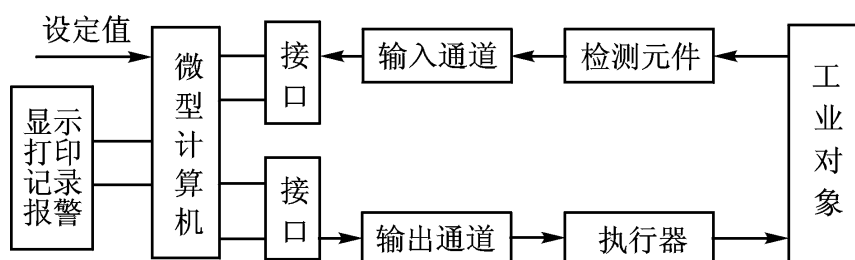 设定值
显示
打印
记录
报警
微型计算机
接口
输入通道
检测元件
工业对象
接口
输出通道
执行器